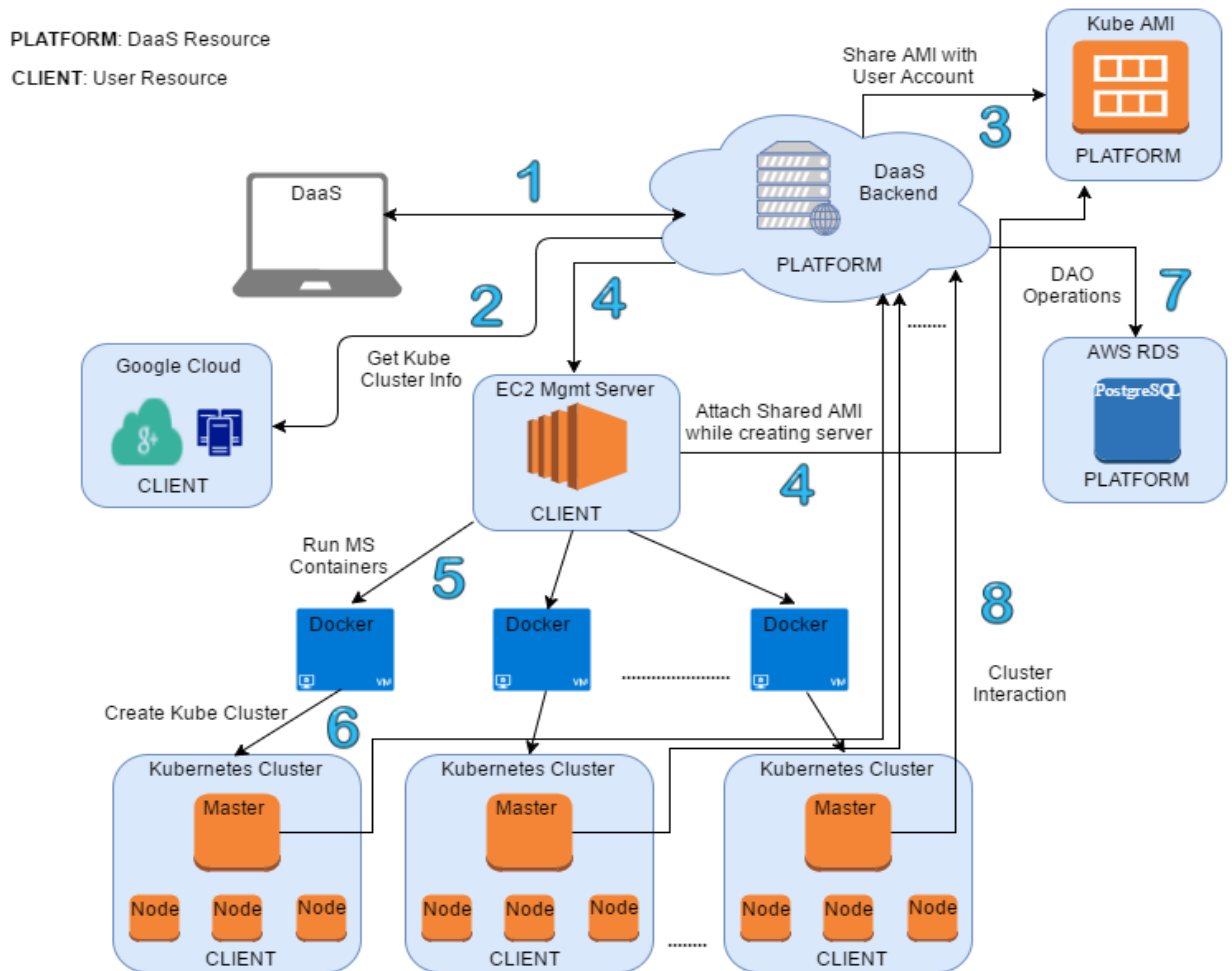 PLATFORM: DaaS Resource
CLIENT: User Resource
Kube AMI
PLATFORM
Share AMI with
User Account
3
DaaS
1
DaaS
Backend
PLATFORM
2
4
Get Kube
Cluster Info
Google Cloud
g+
CLIENT
EC2 Mgmt Server
CLIENT
Attach Shared AMI
while creating server
4
........
DAO
Operations
7
AWS RDS
PostgreSQL
PLATFORM
Run MS
Containers
5
Docker
VM
Docker
VM
....................
Docker
VM
8
Cluster
Interaction
Create Kube Cluster
6
Kubernetes Cluster
Master
Node
Node
Node
CLIENT
Kubernetes Cluster
Master
Node
Node
Node
CLIENT
........
Kubernetes Cluster
Master
Node
Node
Node
CLIENT